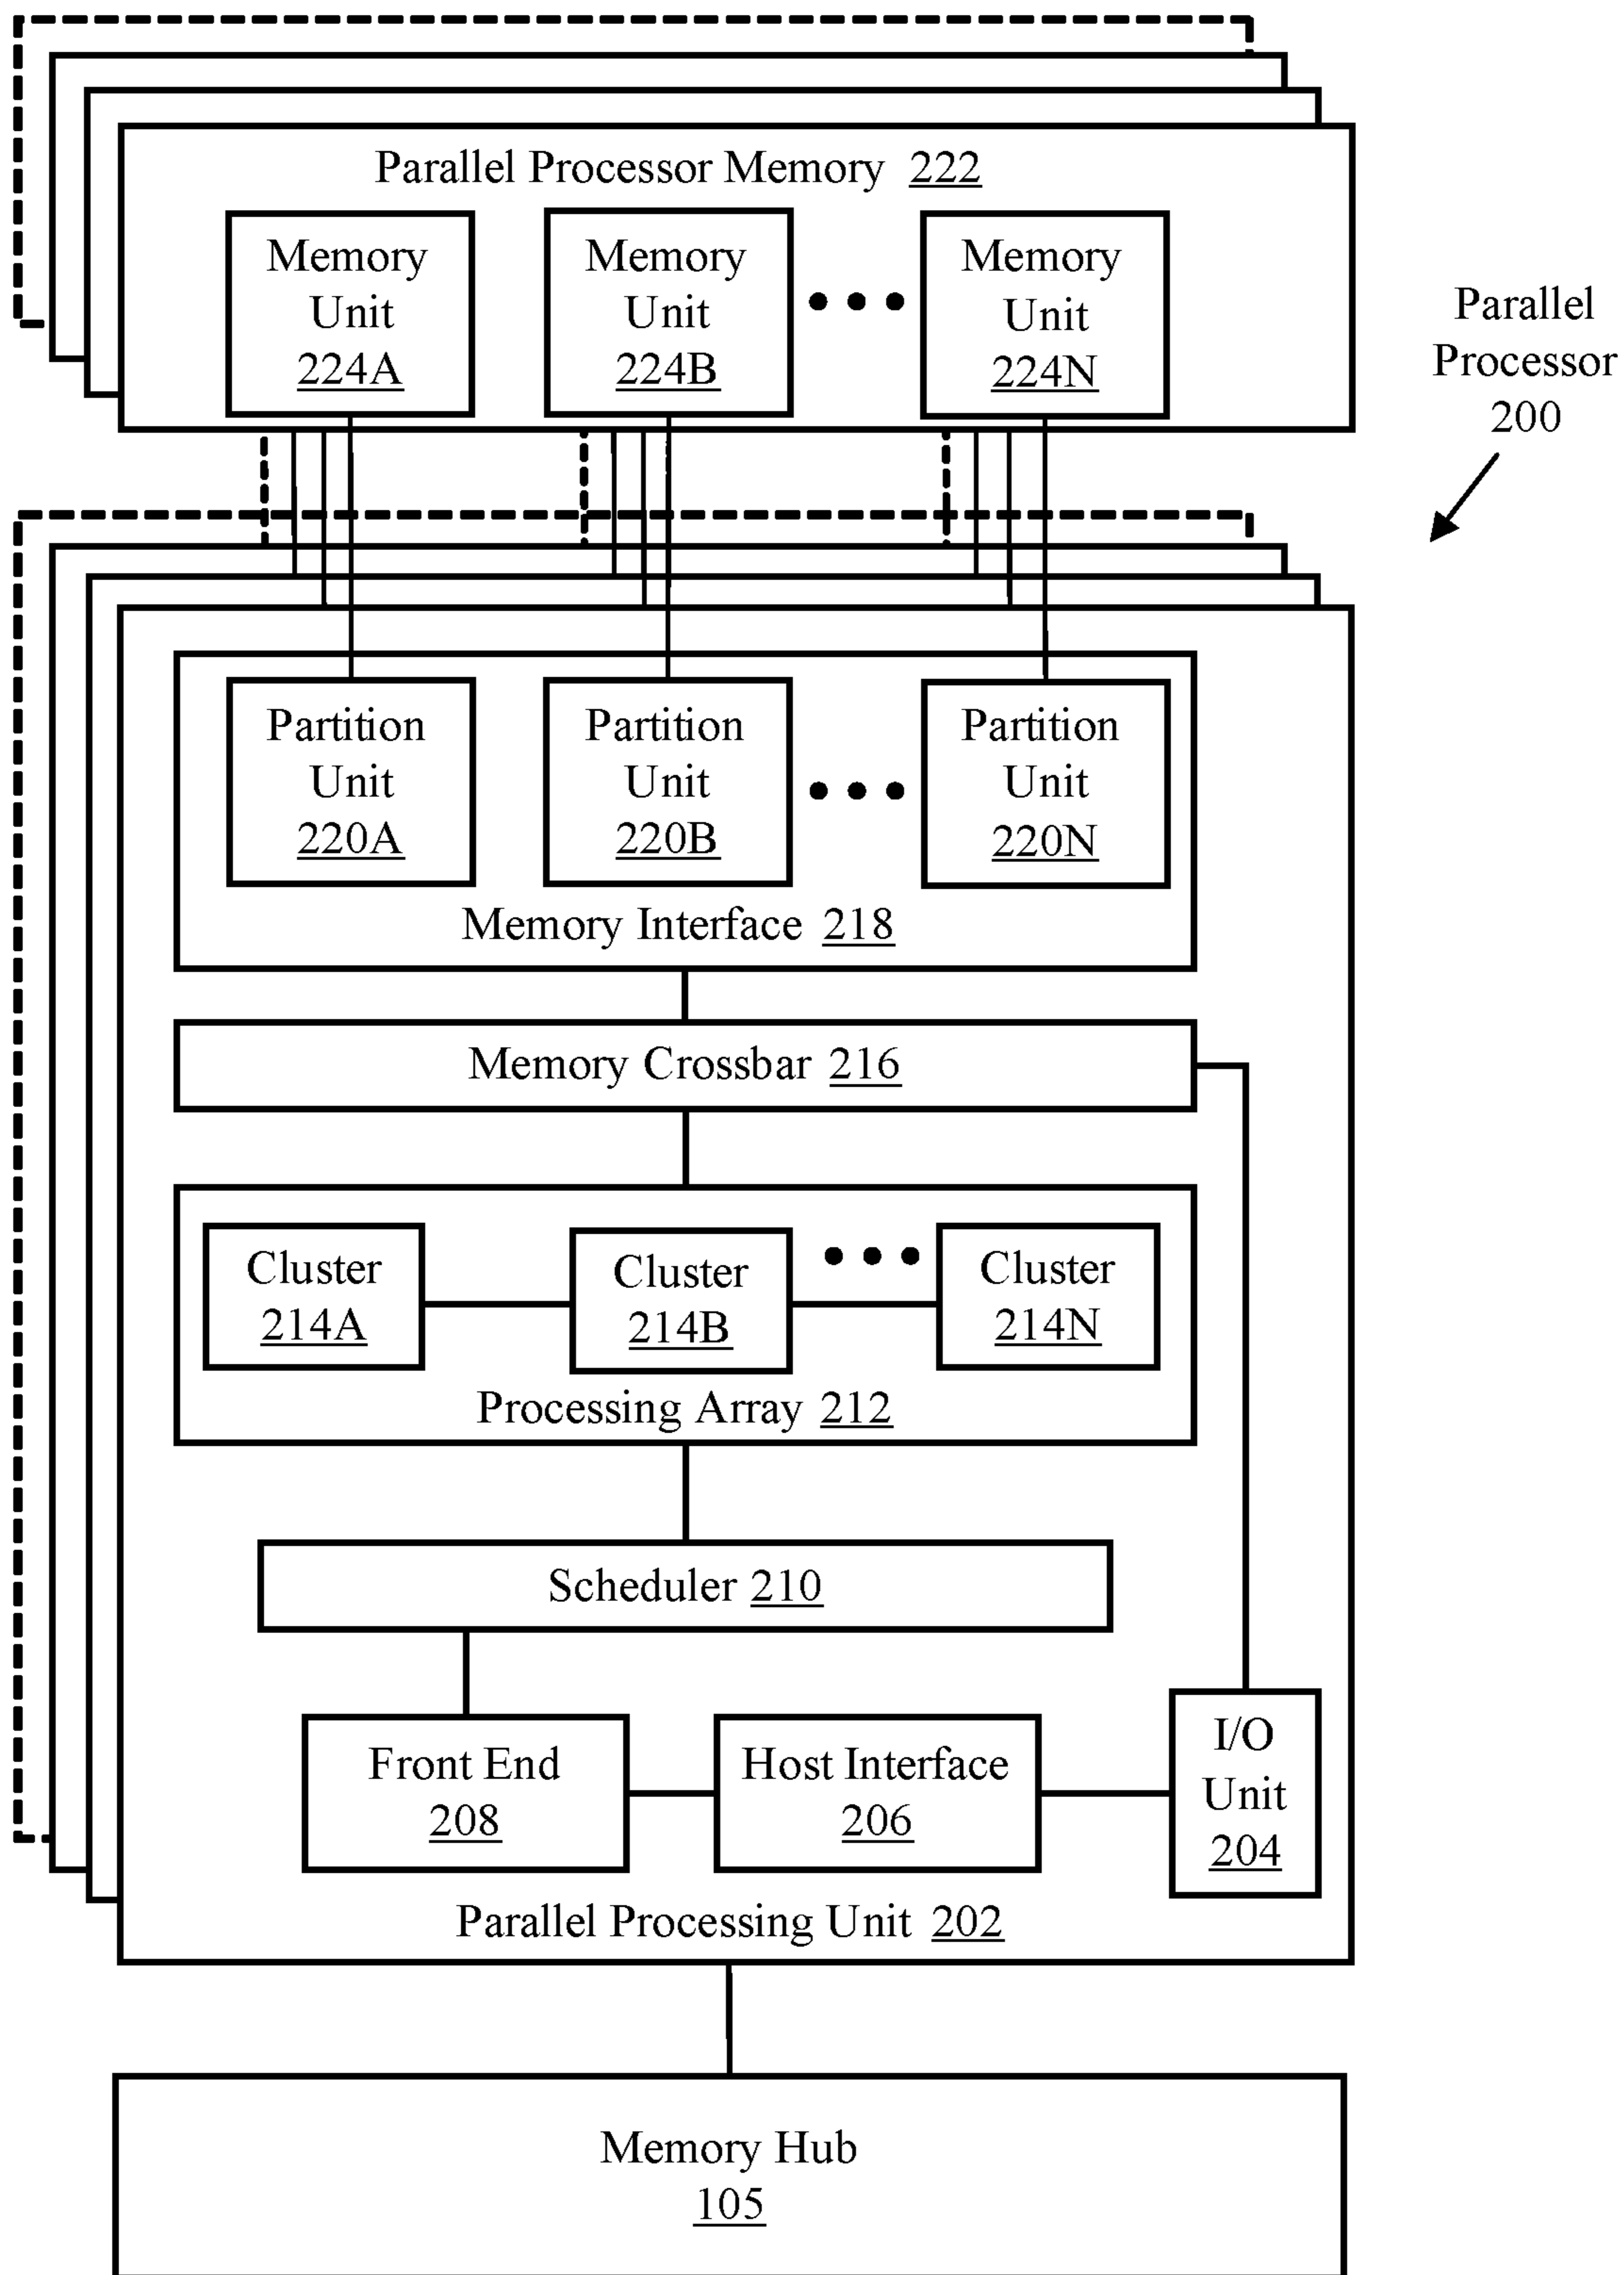 Parallel Processor Memory 222
Memory
Unit
224A
Memory
Unit
224B
Memory
Unit
224N
Parallel
Processor
200
Partition
Unit
220A
Partition
Unit
220B
Partition
Unit
220N
Memory Interface 218
Memory Crossbar 216
Cluster
214A
Cluster
214B
Cluster
214N
Processing Array 212
Scheduler 210
Front End
208
Host Interface
206
I/O
Unit
204
Parallel Processing Unit 202
Memory Hub
105